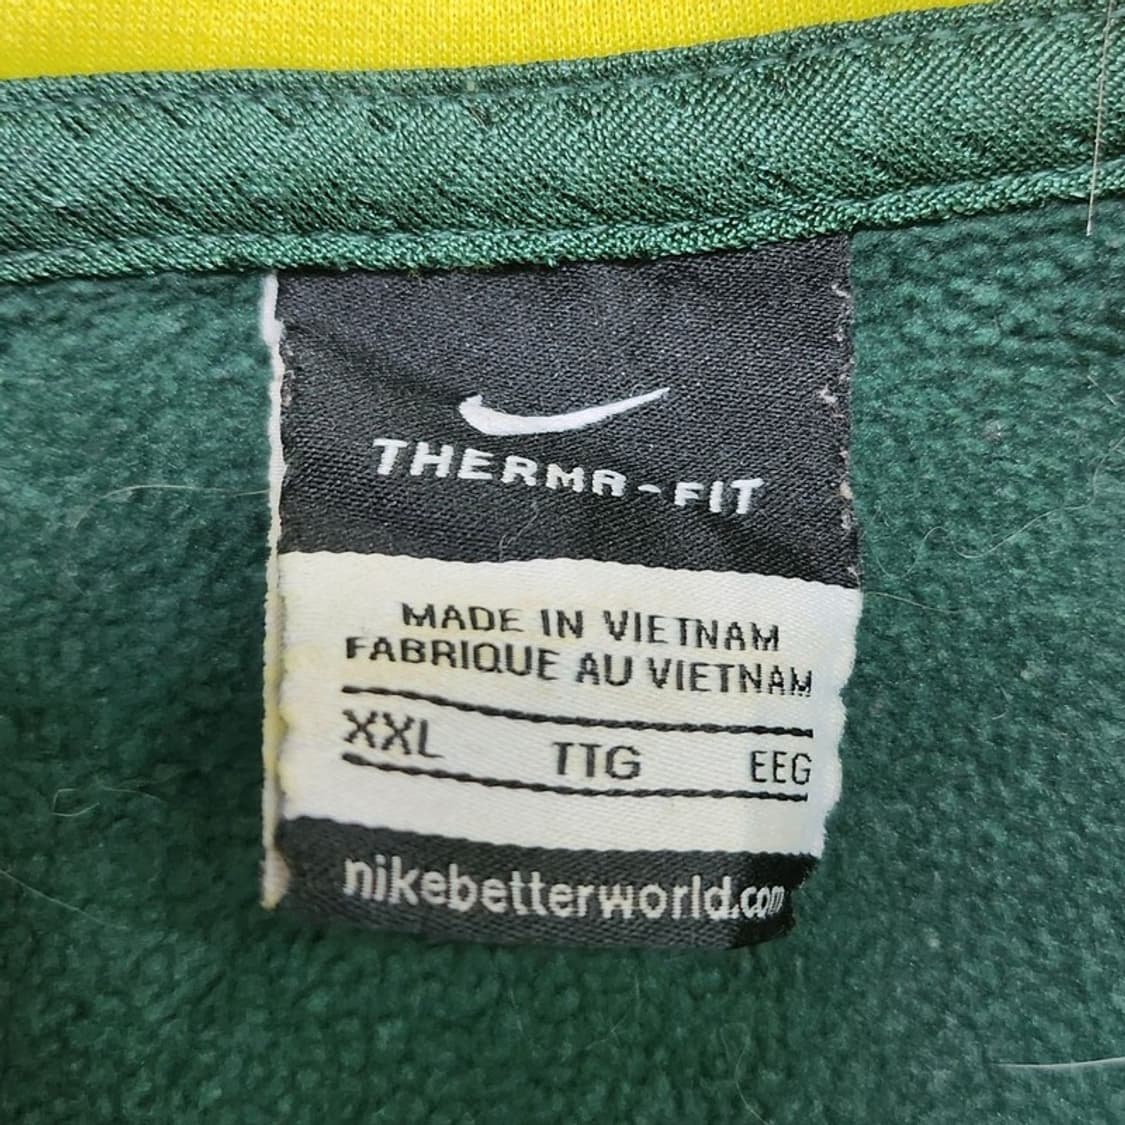 THERMA-FIT
MADE IN VIETNAM
FABRIQUE AU VIETNAM
XXL TTG EEG
nikebetterworld.com